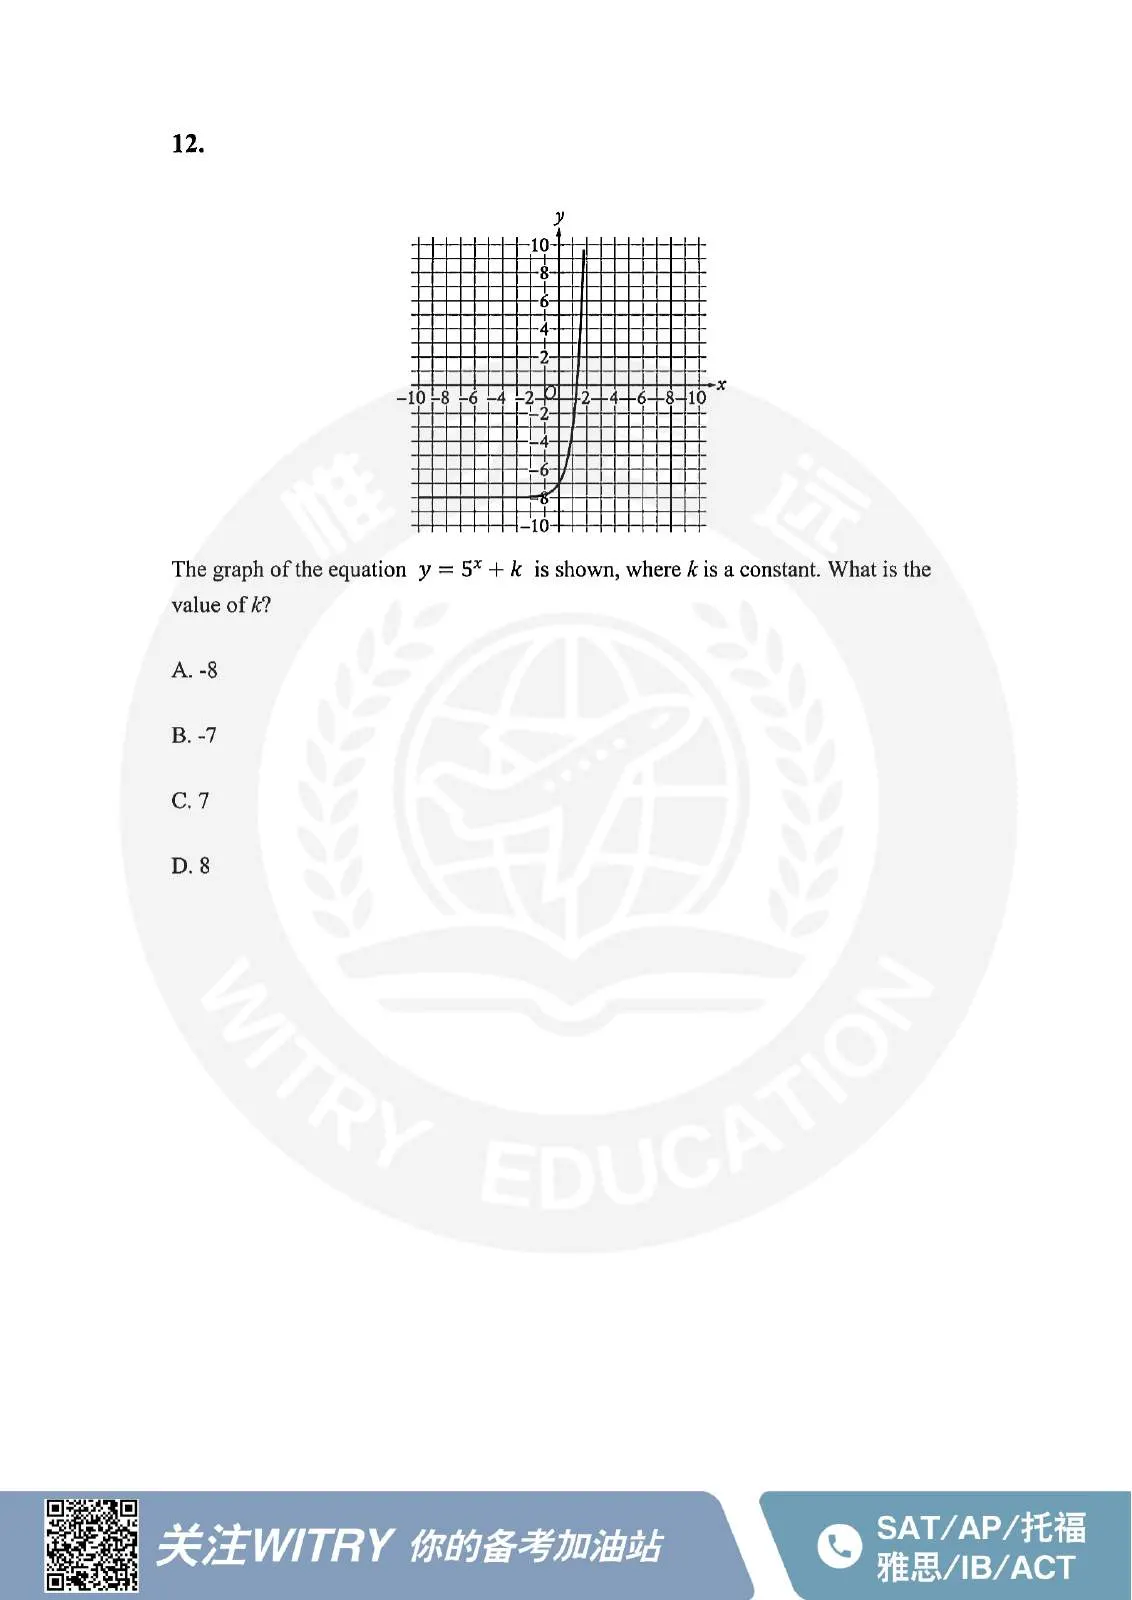 12.
y
10
8
6
4
2
x
-10 -8 -6 -4 -2 O 2 4 6 8 10
-2
-4
-6
-8
-10
The graph of the equation y = 5ˣ + k is shown, where k is a constant. What is the
value of k?
A. -8
B. -7
C. 7
D. 8
惟远
WITRY EDUCATION
关注WITRY 你的备考加油站
SAT/AP/托福
雅思/IB/ACT